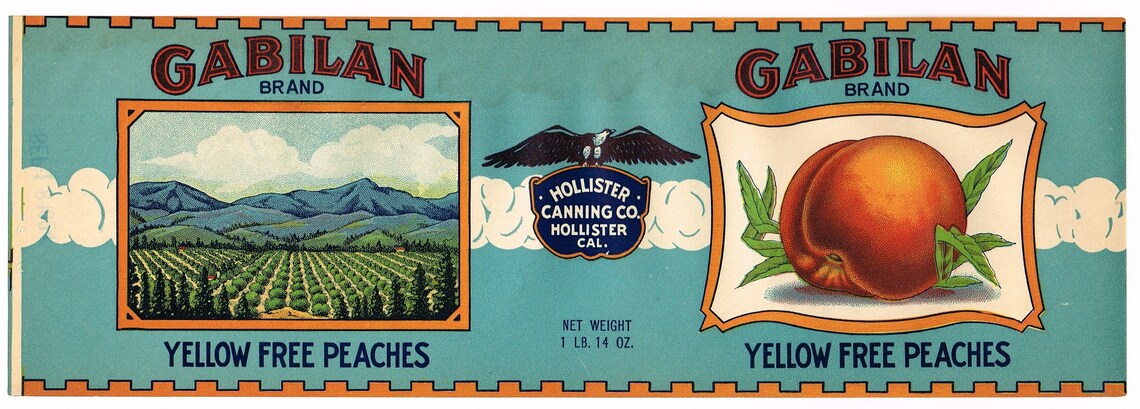 GABILAN
BRAND
YELLOW FREE PEACHES
· HOLLISTER ·
CANNING CO.
HOLLISTER
CAL.
NET WEIGHT
1 LB. 14 OZ.
GABILAN
BRAND
YELLOW FREE PEACHES